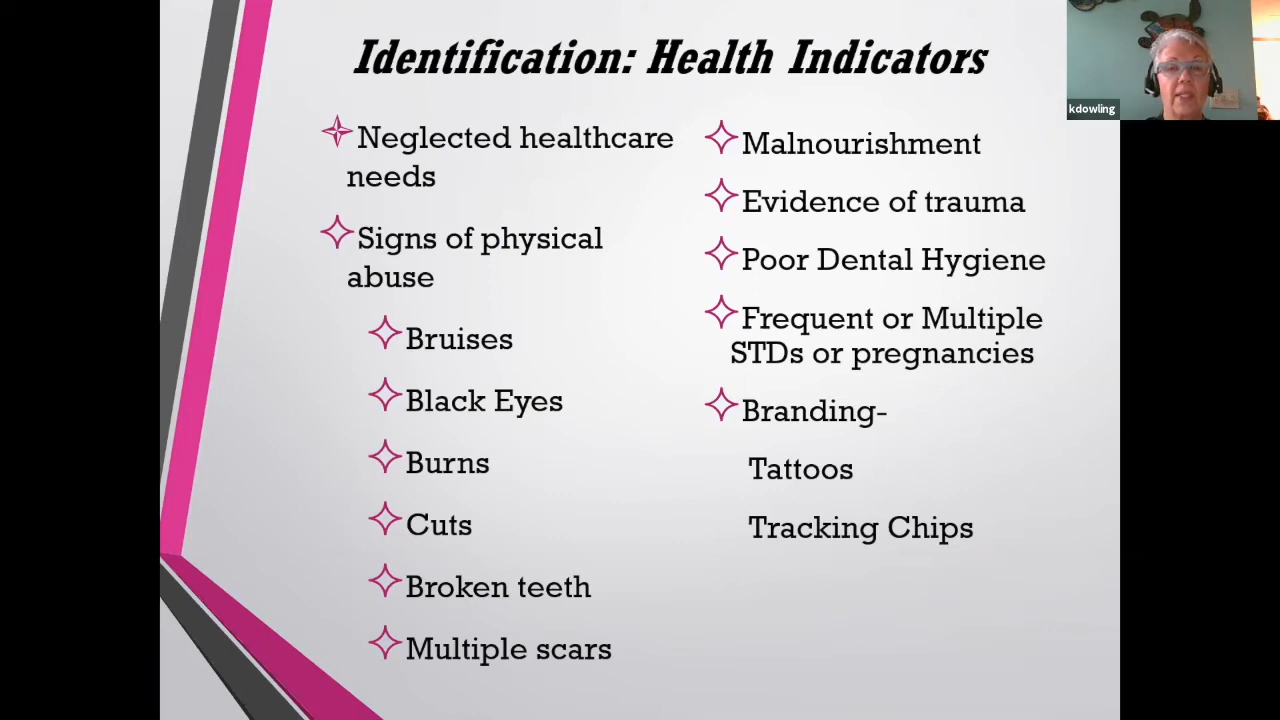 Identification: Health Indicators
Neglected healthcare
needs
Signs of physical
abuse
Bruises
Black Eyes
Burns
Cuts
Broken teeth
Multiple scars
Malnourishment
Evidence of trauma
Poor Dental Hygiene
Frequent or Multiple
STDs or pregnancies
Branding-
Tattoos
Tracking Chips
kdowling